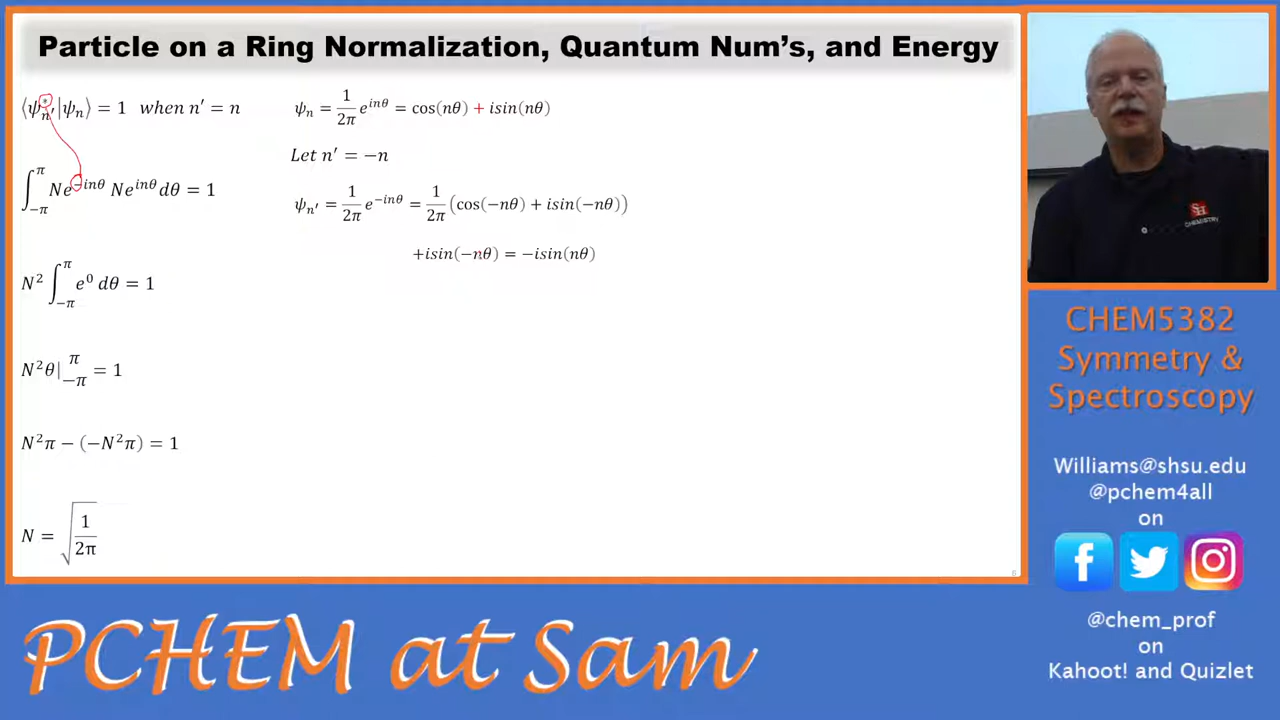 Particle on a Ring Normalization, Quantum Num's, and Energy
⟨ψ*ₙ′|ψₙ⟩ = 1 when n′ = n
∫_{−π}^{π} Ne^{−inθ} Ne^{inθ} dθ = 1
N² ∫_{−π}^{π} e⁰ dθ = 1
N²θ|_{−π}^{π} = 1
N²π − (−N²π) = 1
N = √(1/2π)
ψₙ = 1/2π e^{inθ} = cos(nθ) + isin(nθ)
Let n′ = −n
ψₙ′ = 1/2π e^{−inθ} = 1/2π (cos(−nθ) + isin(−nθ))
+isin(−nθ) = −isin(nθ)
6
SH
CHEMISTRY
CHEM5382
Symmetry &
Spectroscopy
Williams@shsu.edu
@pchem4all
on
f
@chem_prof
on
Kahoot! and Quizlet
PCHEM at Sam